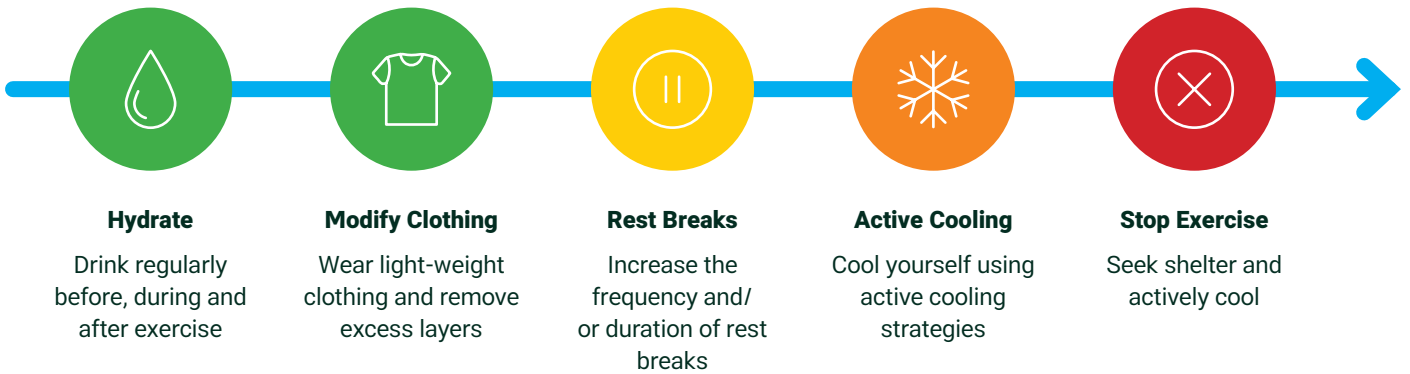 Hydrate
Drink regularly
before, during and
after exercise
Modify Clothing
Wear light-weight
clothing and remove
excess layers
Rest Breaks
Increase the
frequency and/
or duration of rest
breaks
Active Cooling
Cool yourself using
active cooling
strategies
Stop Exercise
Seek shelter and
actively cool